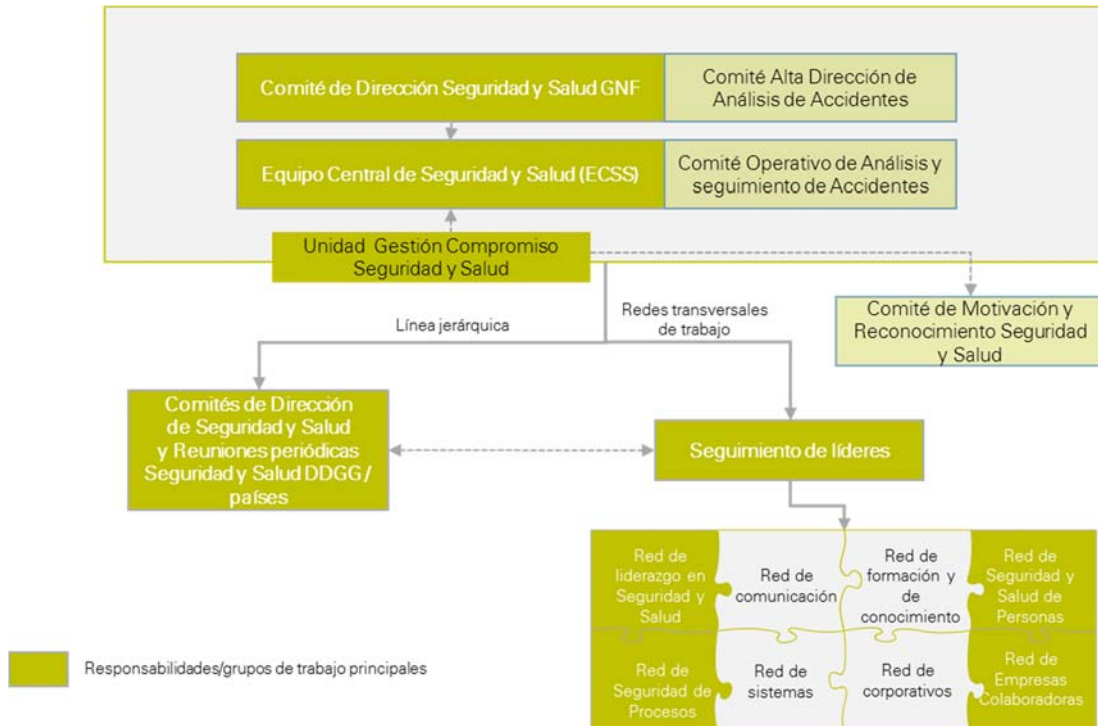 Comité de Dirección Seguridad y Salud GNF
Comité Alta Dirección de
Análisis de Accidentes
Equipo Central de Seguridad y Salud (ECSS)
Comité Operativo de Análisis y
seguimiento de Accidentes
Unidad Gestión Compromiso
Seguridad y Salud
Línea jerárquica
Redes transversales
de trabajo
Comité de Motivación y
Reconocimiento Seguridad
y Salud
Comités de Dirección
de Seguridad y Salud
y Reuniones periódicas
Seguridad y Salud DDGG /
países
Seguimiento de líderes
Red de
liderazgo en
Seguridad y
Salud
Red de
comunicación
Red de
formación y
de
conocimiento
Red de
Seguridad y
Salud de
Personas
Red de
Seguridad de
Procesos
Red de
sistemas
Red de
corporativos
Red de
Empresas
Colaboradoras
Responsabilidades/grupos de trabajo principales